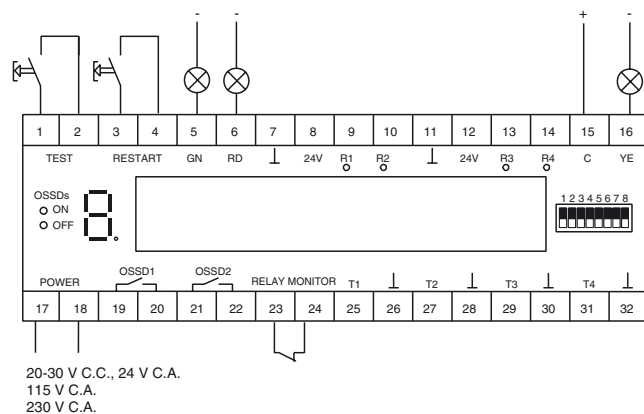 - - + -
1 2 3 4 5 6 7 8 9 10 11 12 13 14 15 16
TEST RESTART GN RD ⊥ 24V R1 R2 ⊥ 24V R3 R4 C YE
OSSDs
ON
OFF
8.
1 2 3 4 5 6 7 8
POWER OSSD1 OSSD2 RELAY MONITOR T1 ⊥ T2 ⊥ T3 ⊥ T4 ⊥
17 18 19 20 21 22 23 24 25 26 27 28 29 30 31 32
20-30 V C.C., 24 V C.A.
115 V C.A.
230 V C.A.